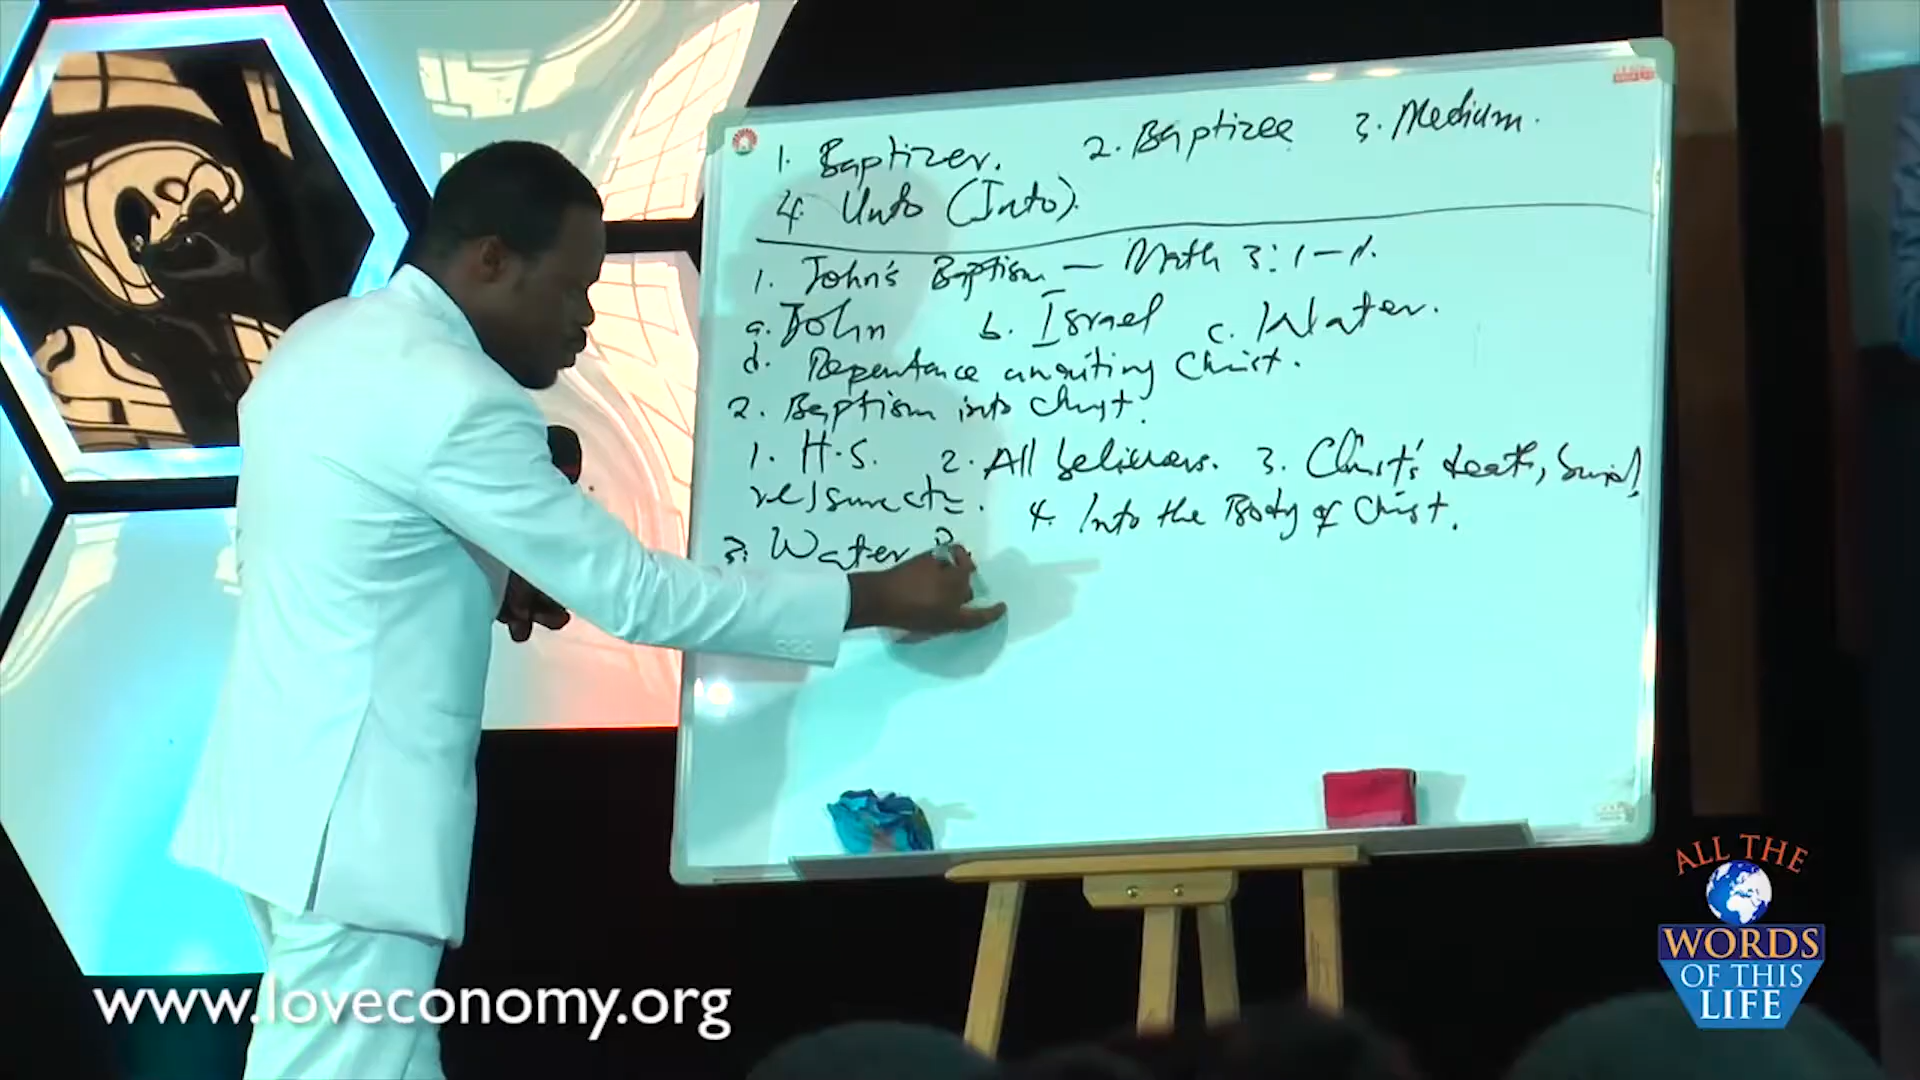 1. Baptizer. 2. Baptizee 3. Medium.
4. Unto (Into).
1. John's Baptism – Math 3:1-
a. John b. Israel c. Water.
d. Repentance awaiting Christ.
2. Baptism into Christ.
1. H.S. 2. All believers. 3. Christ's death, burial,
4. Into the Body of Christ.
3. Water
www.loveconomy.org
ALL THE
WORDS
OF THIS
LIFE